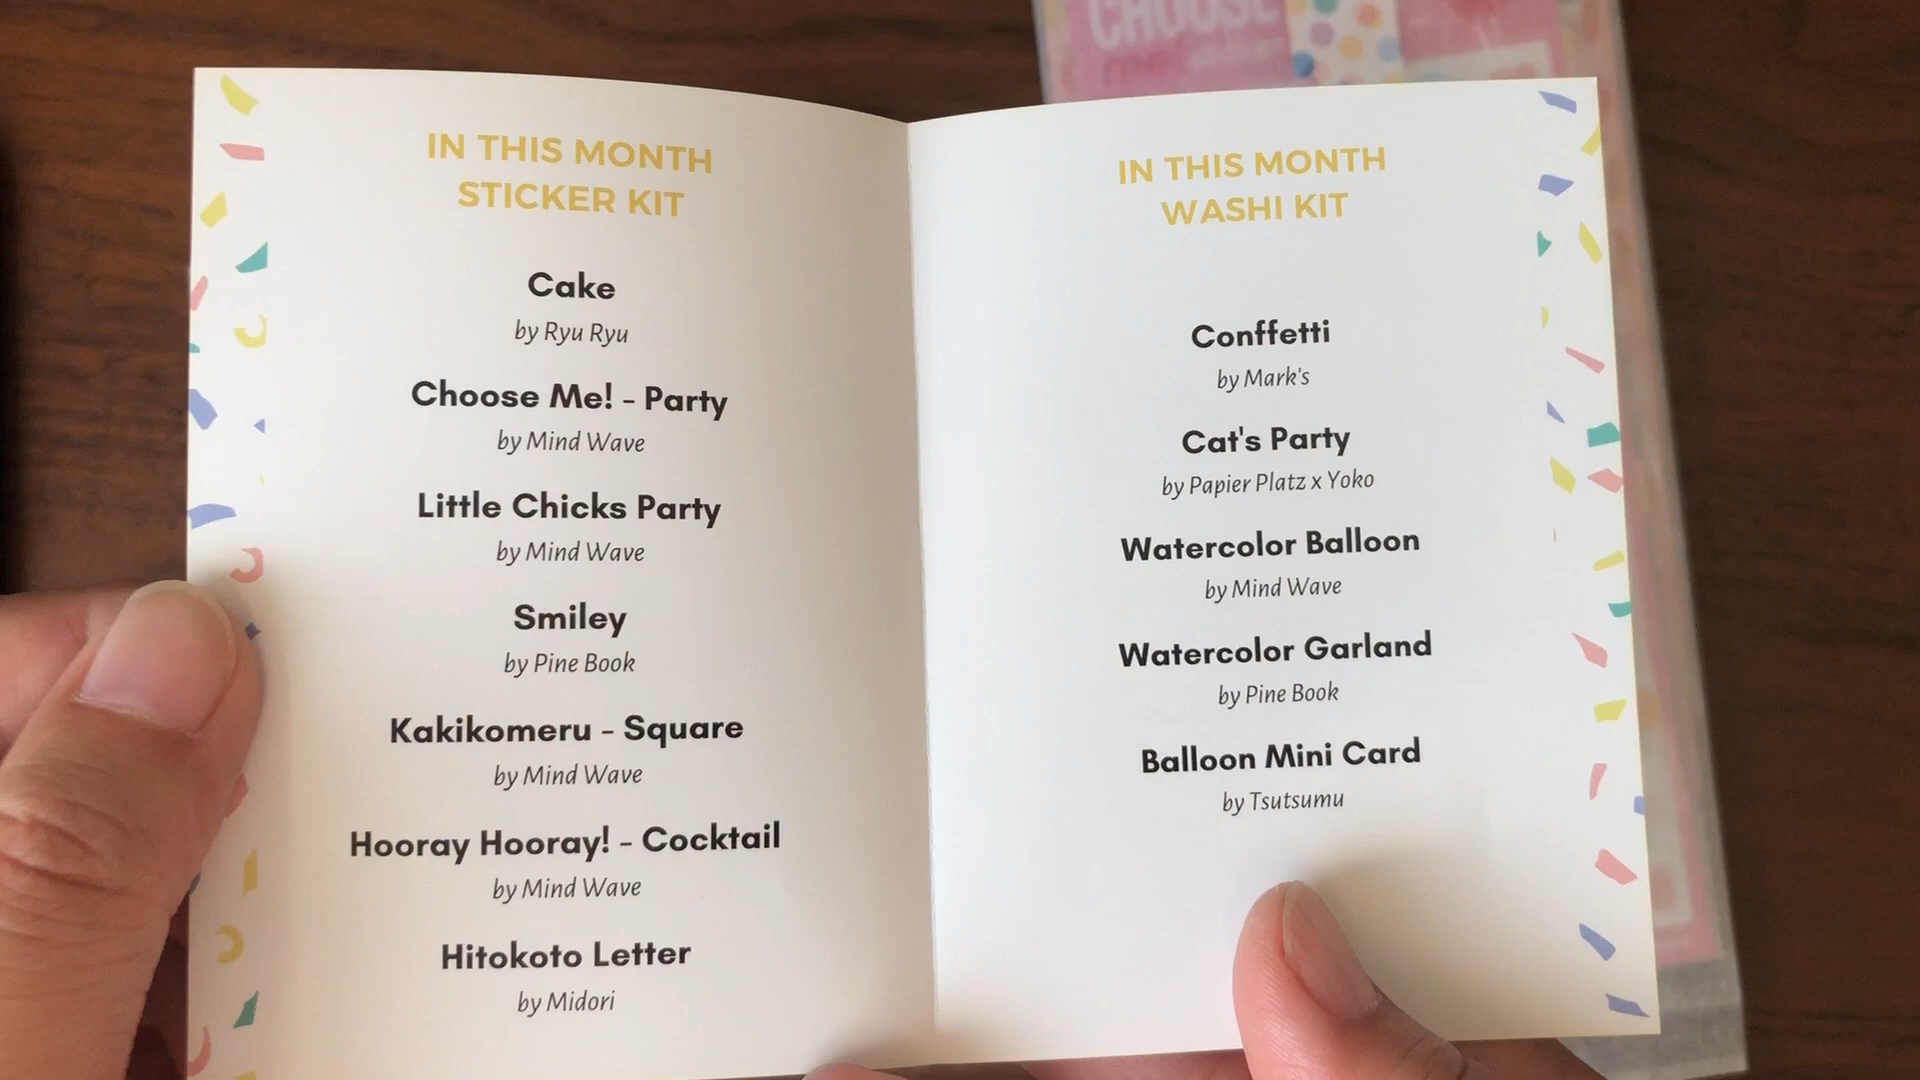 CHOOSE
IN THIS MONTH
STICKER KIT
Cake
by Ryu Ryu
Choose Me! - Party
by Mind Wave
Little Chicks Party
by Mind Wave
Smiley
by Pine Book
Kakikomeru - Square
by Mind Wave
Hooray Hooray! - Cocktail
by Mind Wave
Hitokoto Letter
by Midori
IN THIS MONTH
WASHI KIT
Conffetti
by Mark's
Cat's Party
by Papier Platz x Yoko
Watercolor Balloon
by Mind Wave
Watercolor Garland
by Pine Book
Balloon Mini Card
by Tsutsumu